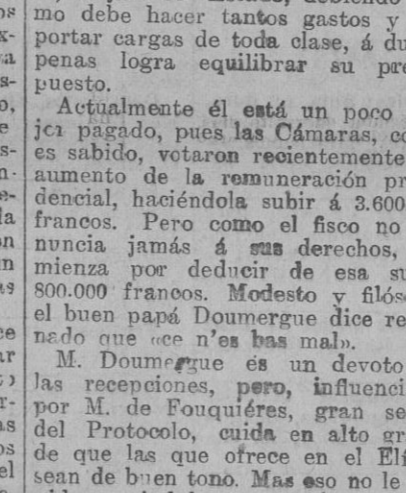 mo debe hacer tantos gastos y
portar cargas de toda clase, á du
penas logra equilibrar su pre
puesto.
Actualmente él está un poco
jor pagado, pues las Cámaras, co
es sabido, votaron recientemente
aumento de la remuneración pr
dencial, haciéndola subir á 3.600
francos. Pero como el fisco no
nuncia jamás á sus derechos,
mienza por deducir de esa su
800.000 francos. Modesto y filós
el buen papá Doumergue dice re
nado que «ce n'es bas mal».
M. Doumergue es un devoto
las recepciones, pero, influenci
por M. de Fouquiéres, gran se
del Protocolo, cuida en alto gr
de que las que ofrece en el Elí
sean de buen tono. Mas eso no le